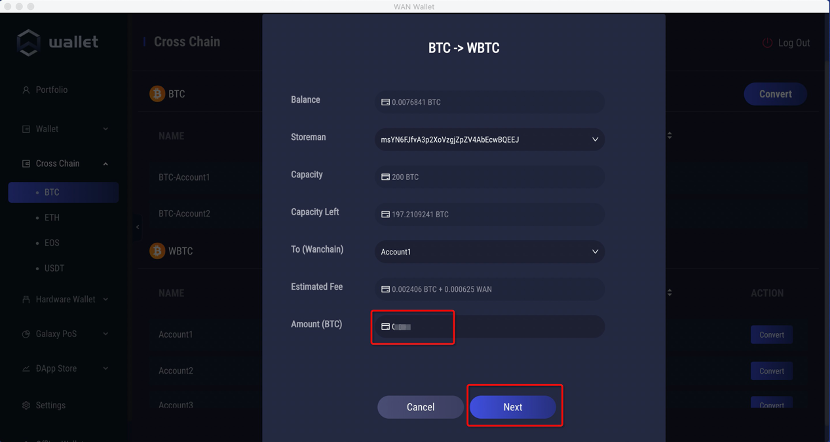 WAN Wallet
wallet
Cross Chain
Log Out
BTC -> WBTC
Portfolio
Wallet
Cross Chain
BTC
ETH
EOS
USDT
Hardware Wallet
Galaxy PoS
DApp Store
Settings
BTC
Convert
NAME
BTC-Account1
BTC-Account2
WBTC
NAME
ACTION
Account1
Convert
Account2
Convert
Account3
Convert
Balance
0.0076841 BTC
Storeman
msYN6FJfvA3p2XoVzgjZpZV4AbEcwBQEEJ
Capacity
200 BTC
Capacity Left
197.2109241 BTC
To (Wanchain)
Account1
Estimated Fee
0.002406 BTC + 0.000625 WAN
Amount (BTC)
Cancel
Next